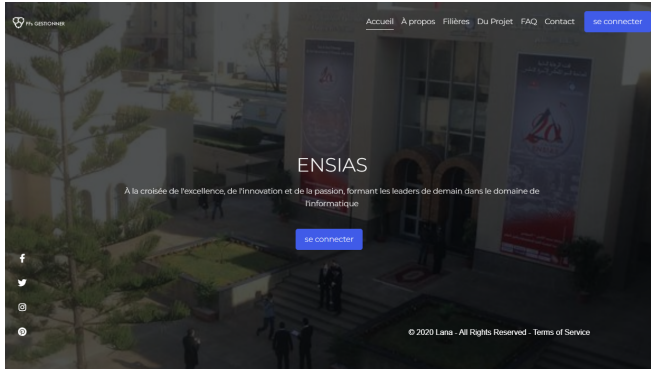 PFs GESTIONNER
Accueil À propos Filières Du Projet FAQ Contact se connecter
ENSIAS
À la croisée de l'excellence, de l'innovation et de la passion, formant les leaders de demain dans le domaine de
l'informatique
se connecter
© 2020 Lana - All Rights Reserved - Terms of Service